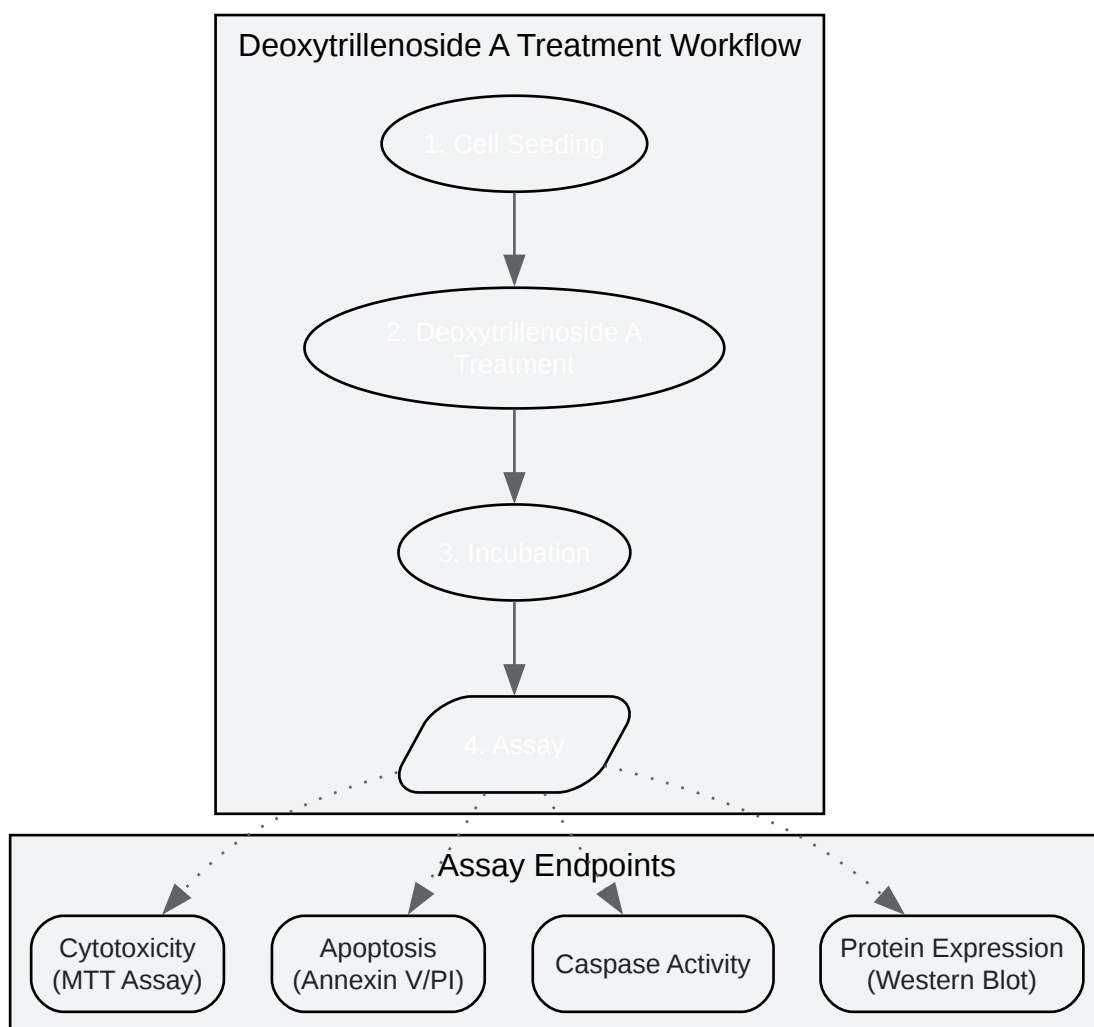 Deoxytrillenoside A Treatment Workflow
1. Cell Seeding
2. Deoxytrillenoside A
Treatment
3. Incubation
4. Assay
Assay Endpoints
Cytotoxicity
(MTT Assay)
Apoptosis
(Annexin V/PI)
Caspase Activity
Protein Expression
(Western Blot)